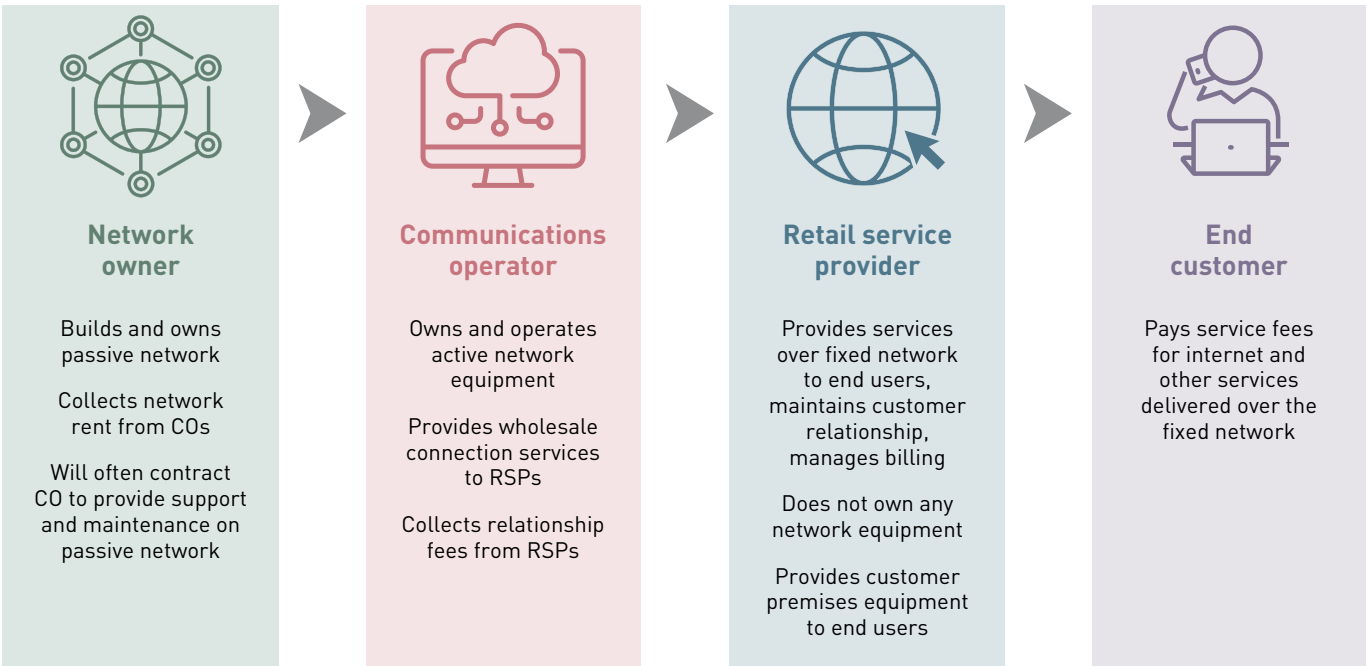 Network
owner
Builds and owns
passive network
Collects network
rent from COs
Will often contract
CO to provide support
and maintenance on
passive network
Communications
operator
Owns and operates
active network
equipment
Provides wholesale
connection services
to RSPs
Collects relationship
fees from RSPs
Retail service
provider
Provides services
over fixed network
to end users,
maintains customer
relationship,
manages billing
Does not own any
network equipment
Provides customer
premises equipment
to end users
End
customer
Pays service fees
for internet and
other services
delivered over the
fixed network